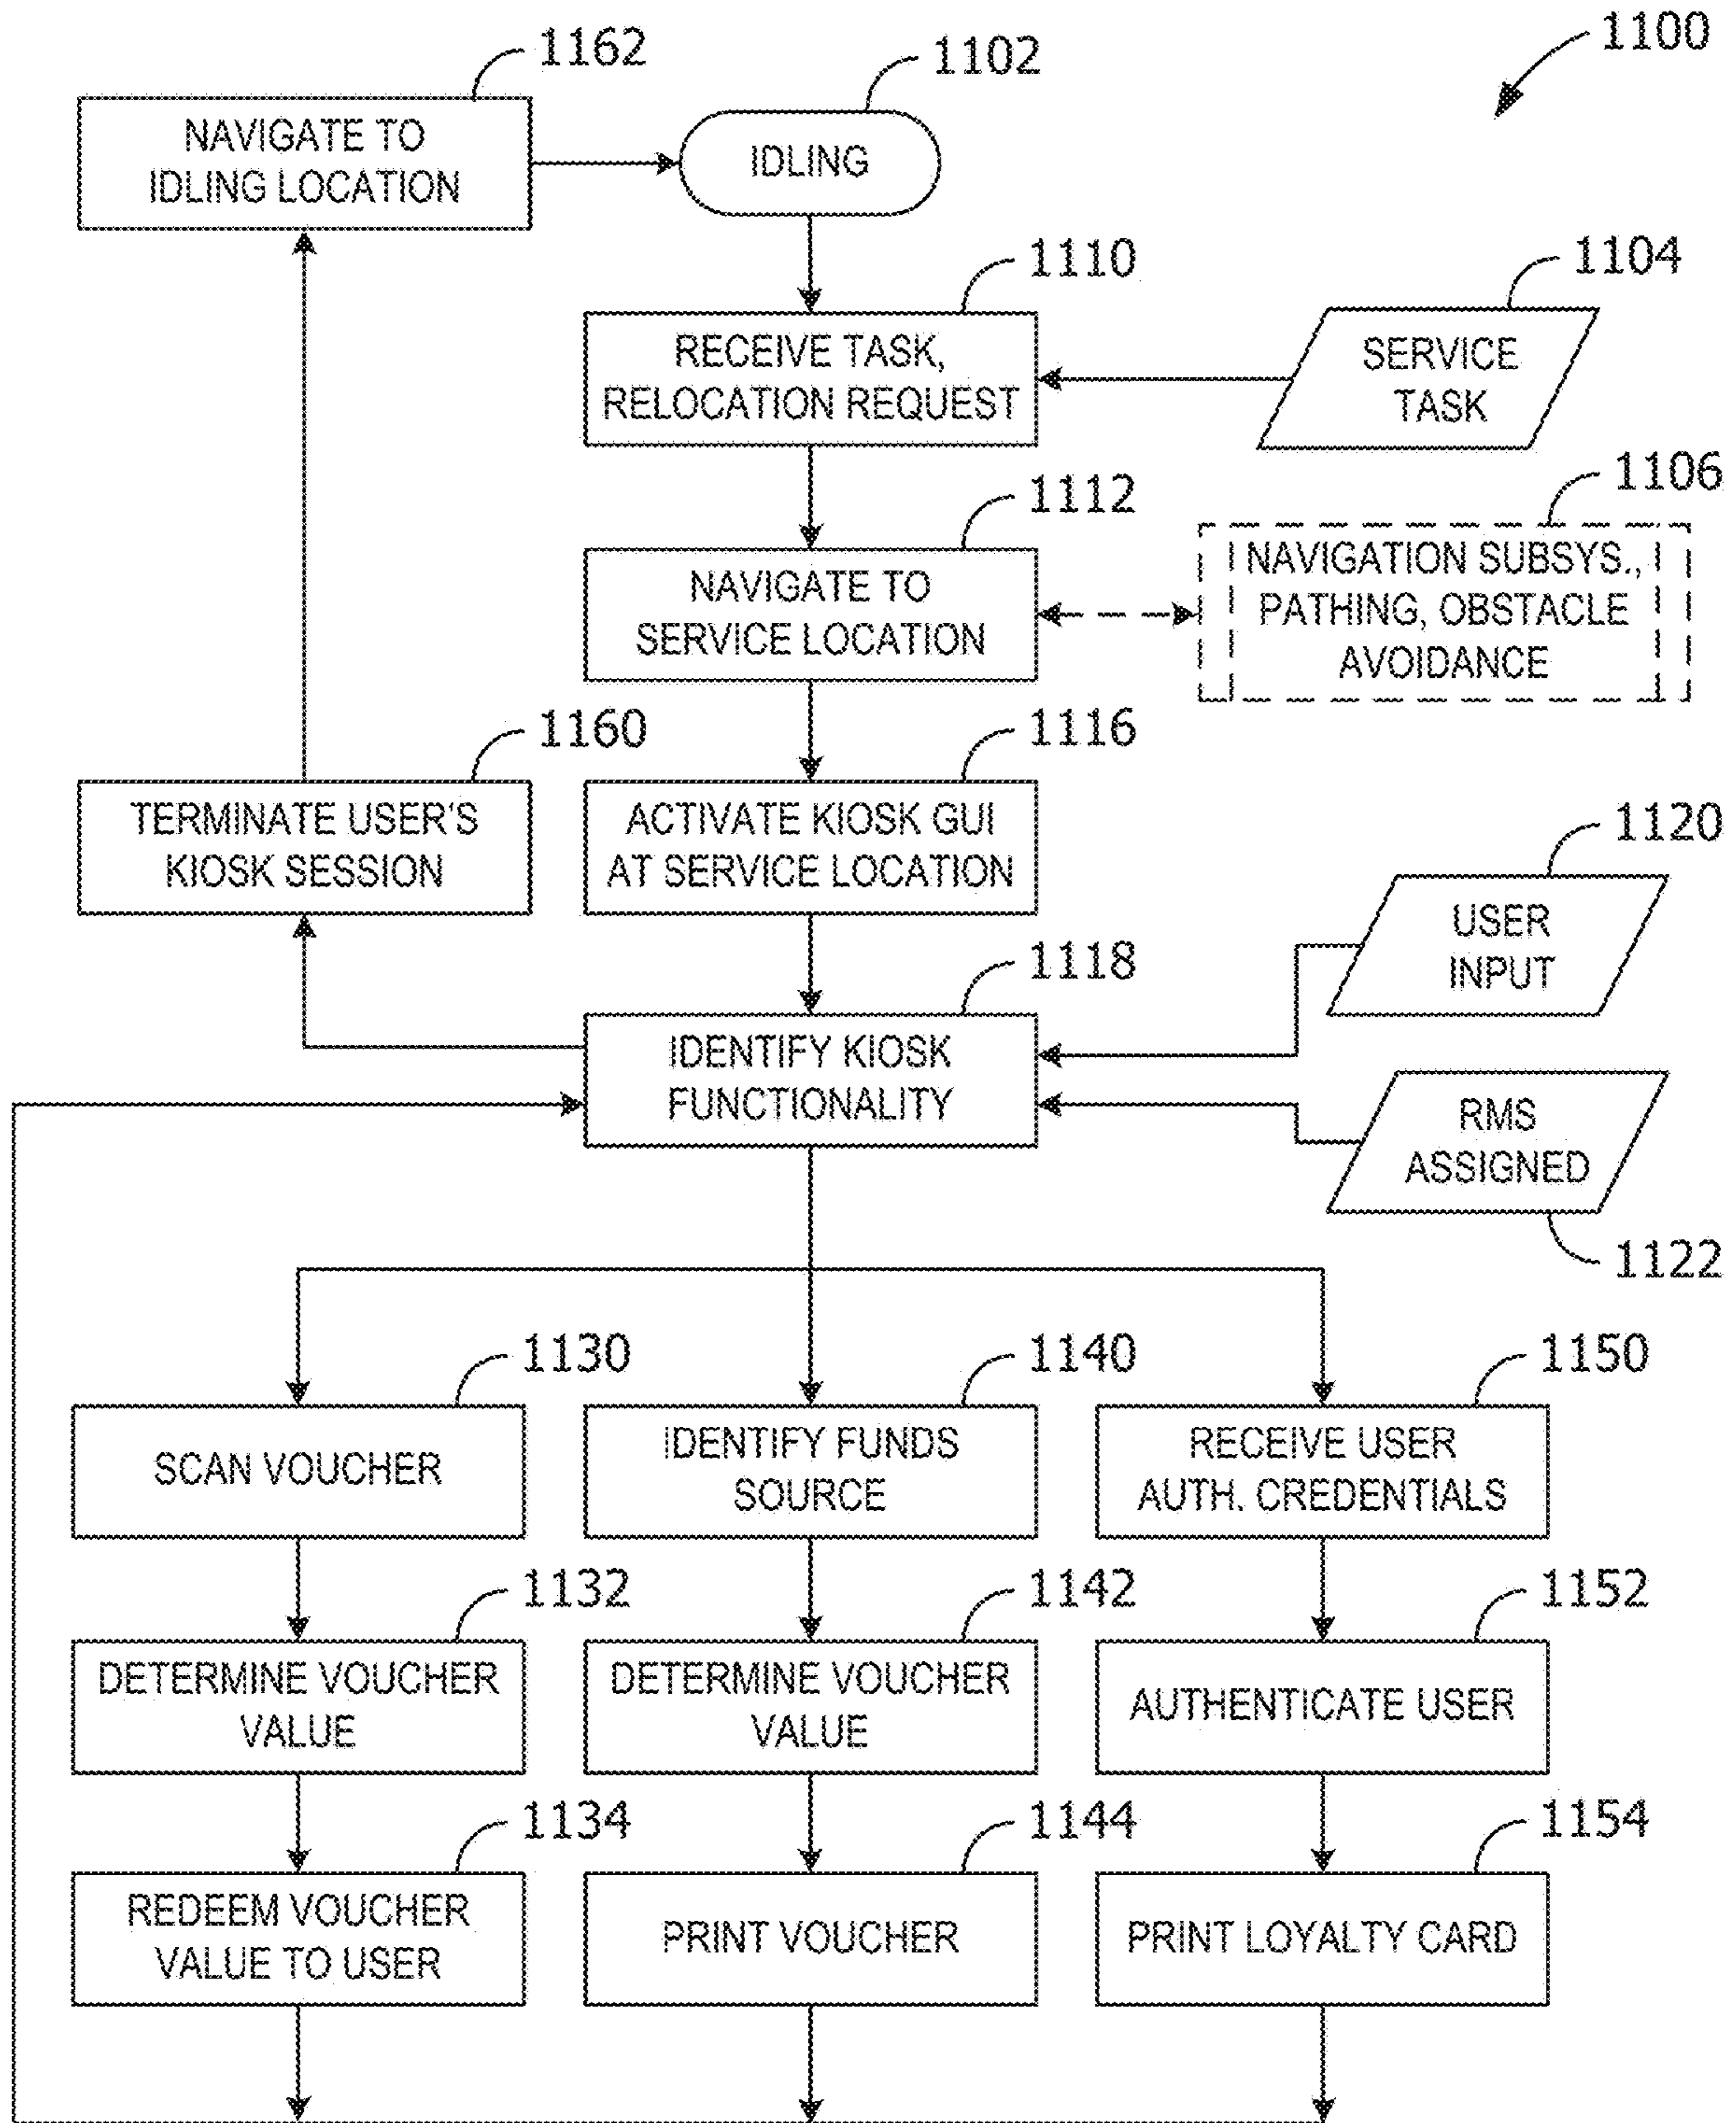 1100
1162
NAVIGATE TO
IDLING LOCATION
1102
IDLING
1110
RECEIVE TASK,
RELOCATION REQUEST
1104
SERVICE
TASK
1112
NAVIGATE TO
SERVICE LOCATION
1106
NAVIGATION SUBSYS.,
PATHING, OBSTACLE
AVOIDANCE
1160
TERMINATE USER'S
KIOSK SESSION
1116
ACTIVATE KIOSK GUI
AT SERVICE LOCATION
1120
USER
INPUT
1118
IDENTIFY KIOSK
FUNCTIONALITY
RMS
ASSIGNED
1122
1130
SCAN VOUCHER
1140
IDENTIFY FUNDS
SOURCE
1150
RECEIVE USER
AUTH. CREDENTIALS
1132
DETERMINE VOUCHER
VALUE
1142
DETERMINE VOUCHER
VALUE
1152
AUTHENTICATE USER
1134
REDEEM VOUCHER
VALUE TO USER
1144
PRINT VOUCHER
1154
PRINT LOYALTY CARD